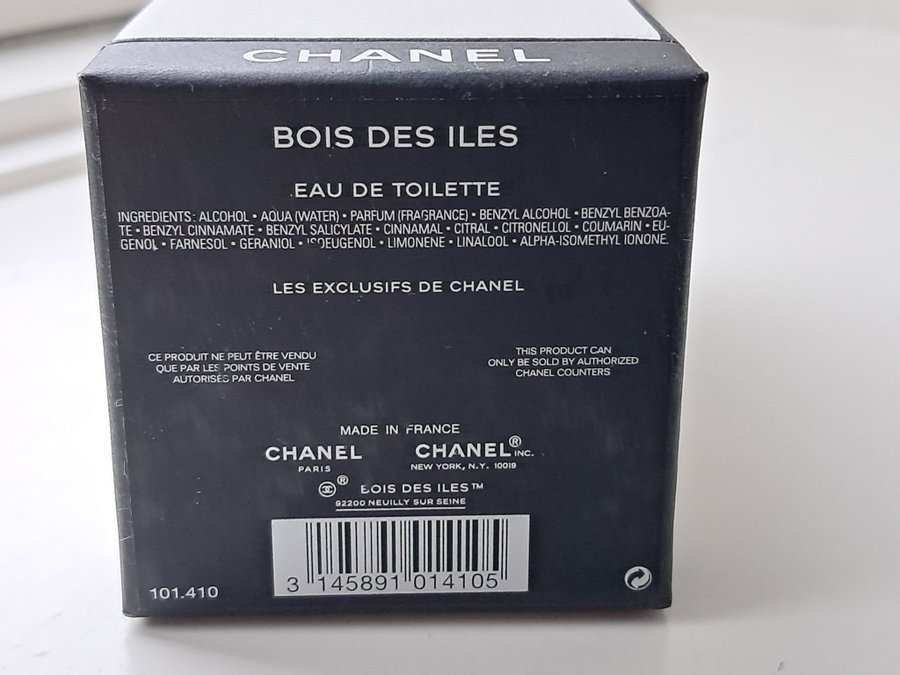 CHANEL
BOIS DES ILES
EAU DE TOILETTE
INGREDIENTS: ALCOHOL • AQUA (WATER) • PARFUM (FRAGRANCE) • BENZYL ALCOHOL • BENZYL BENZOA-
TE • BENZYL CINNAMATE • BENZYL SALICYLATE • CINNAMAL • CITRAL • CITRONELLOL • COUMARIN • EU-
GENOL • FARNESOL • GERANIOL • ISOEUGENOL • LIMONENE • LINALOOL • ALPHA-ISOMETHYL IONONE.
LES EXCLUSIFS DE CHANEL
CE PRODUIT NE PEUT ÊTRE VENDU
QUE PAR LES POINTS DE VENTE
AUTORISÉS PAR CHANEL
THIS PRODUCT CAN
ONLY BE SOLD BY AUTHORIZED
CHANEL COUNTERS
MADE IN FRANCE
CHANEL
PARIS
CHANEL® INC.
NEW YORK, N.Y. 10019
® BOIS DES ILES™
92200 NEUILLY SUR SEINE
3 145891 014105
101.410